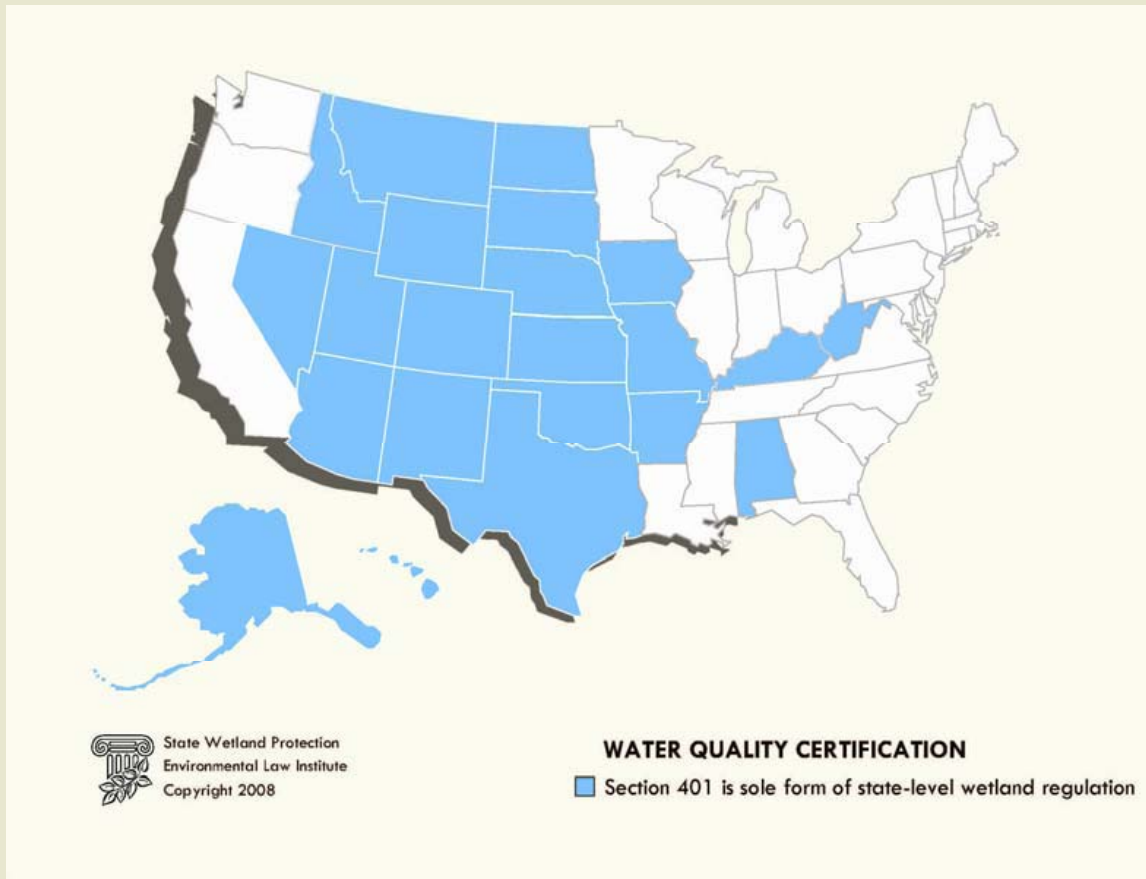 State Wetland Protection
Environmental Law Institute
Copyright 2008
WATER QUALITY CERTIFICATION
Section 401 is sole form of state-level wetland regulation